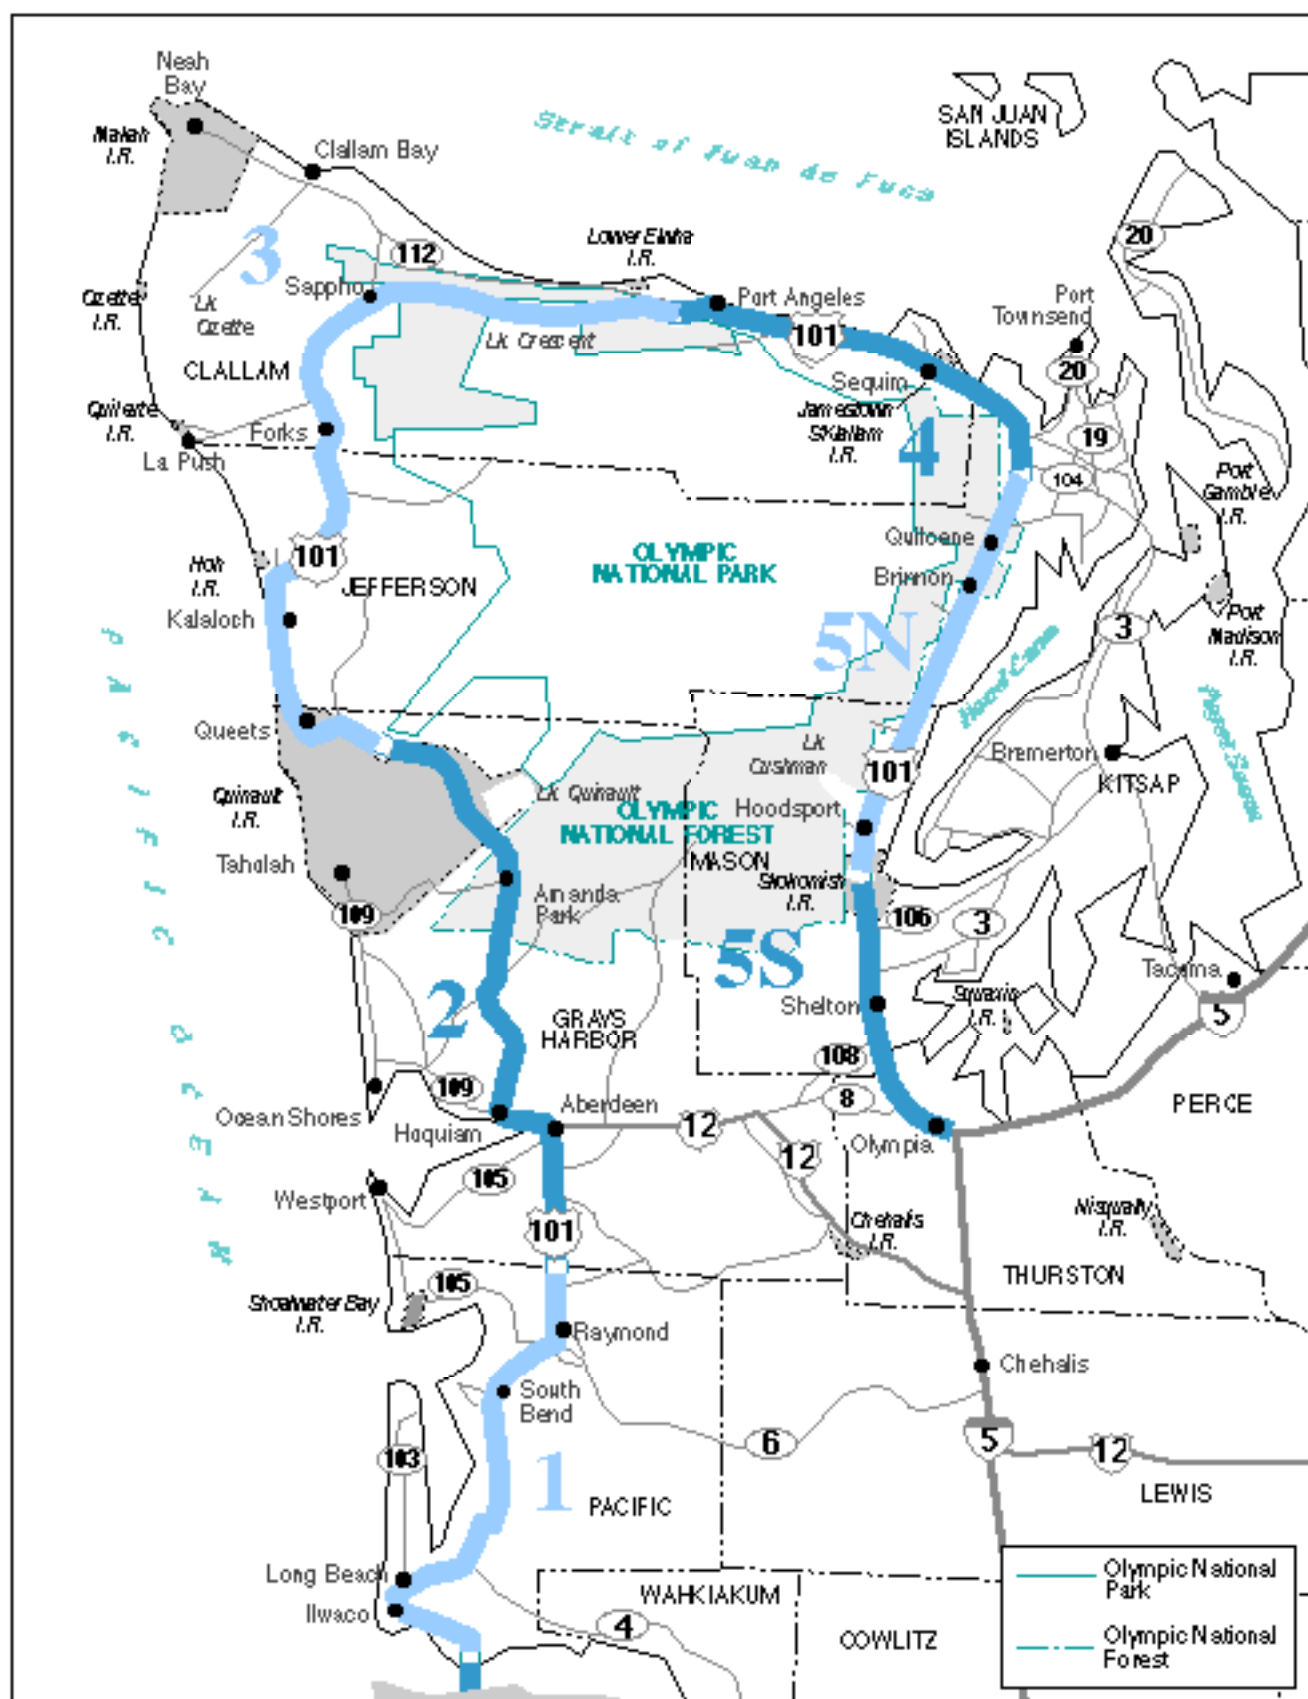 Neah
Bay
SAN JUAN
ISLANDS
Makah
I.R.
Strait of Juan de Fuca
Clallam Bay
3
112
Lower Elwha
I.R.
20
Ozette
I.R.
Sappho
Lk
Ozette
Port Angeles
Port
Townsend
101
Lk Crescent
CLALLAM
Sequim
20
Quileute
I.R.
Jamestown
S'Klallam
I.R.
Forks
La Push
4
19
104
Port
Gamble
I.R.
101
Hoh
I.R.
OLYMPIC
NATIONAL PARK
Quilcene
JEFFERSON
Brinnon
Kalaloch
5N
3
Port
Madison
I.R.
PACIFIC OCEAN
Hood Canal
Puget Sound
Queets
Lk
Cushman
101
Bremerton
KITSAP
Quinault
I.R.
Lk Quinault
OLYMPIC
NATIONAL FOREST
Hoodsport
MASON
Taholah
Skokomish
I.R.
Amanda
Park
109
106
3
5S
Tacoma
2
Shelton
Squaxin
I.R.
5
GRAYS
HARBOR
108
109
8
Ocean Shores
Hoquiam
Aberdeen
12
Olympia
PERCE
12
105
Westport
101
Chehalis
I.R.
Nisqually
I.R.
105
THURSTON
Shoalwater Bay
I.R.
Raymond
Chehalis
South
Bend
103
6
5
12
1
PACIFIC
LEWIS
Long Beach
Ilwaco
WAHKIAKUM
4
COWLITZ
Olympic National
Park
Olympic National
Forest